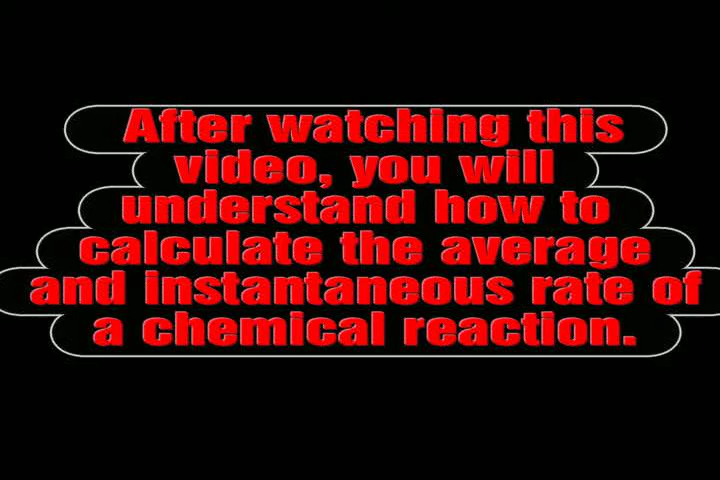 After watching this
video, you will
understand how to
calculate the average
and instantaneous rate of
a chemical reaction.